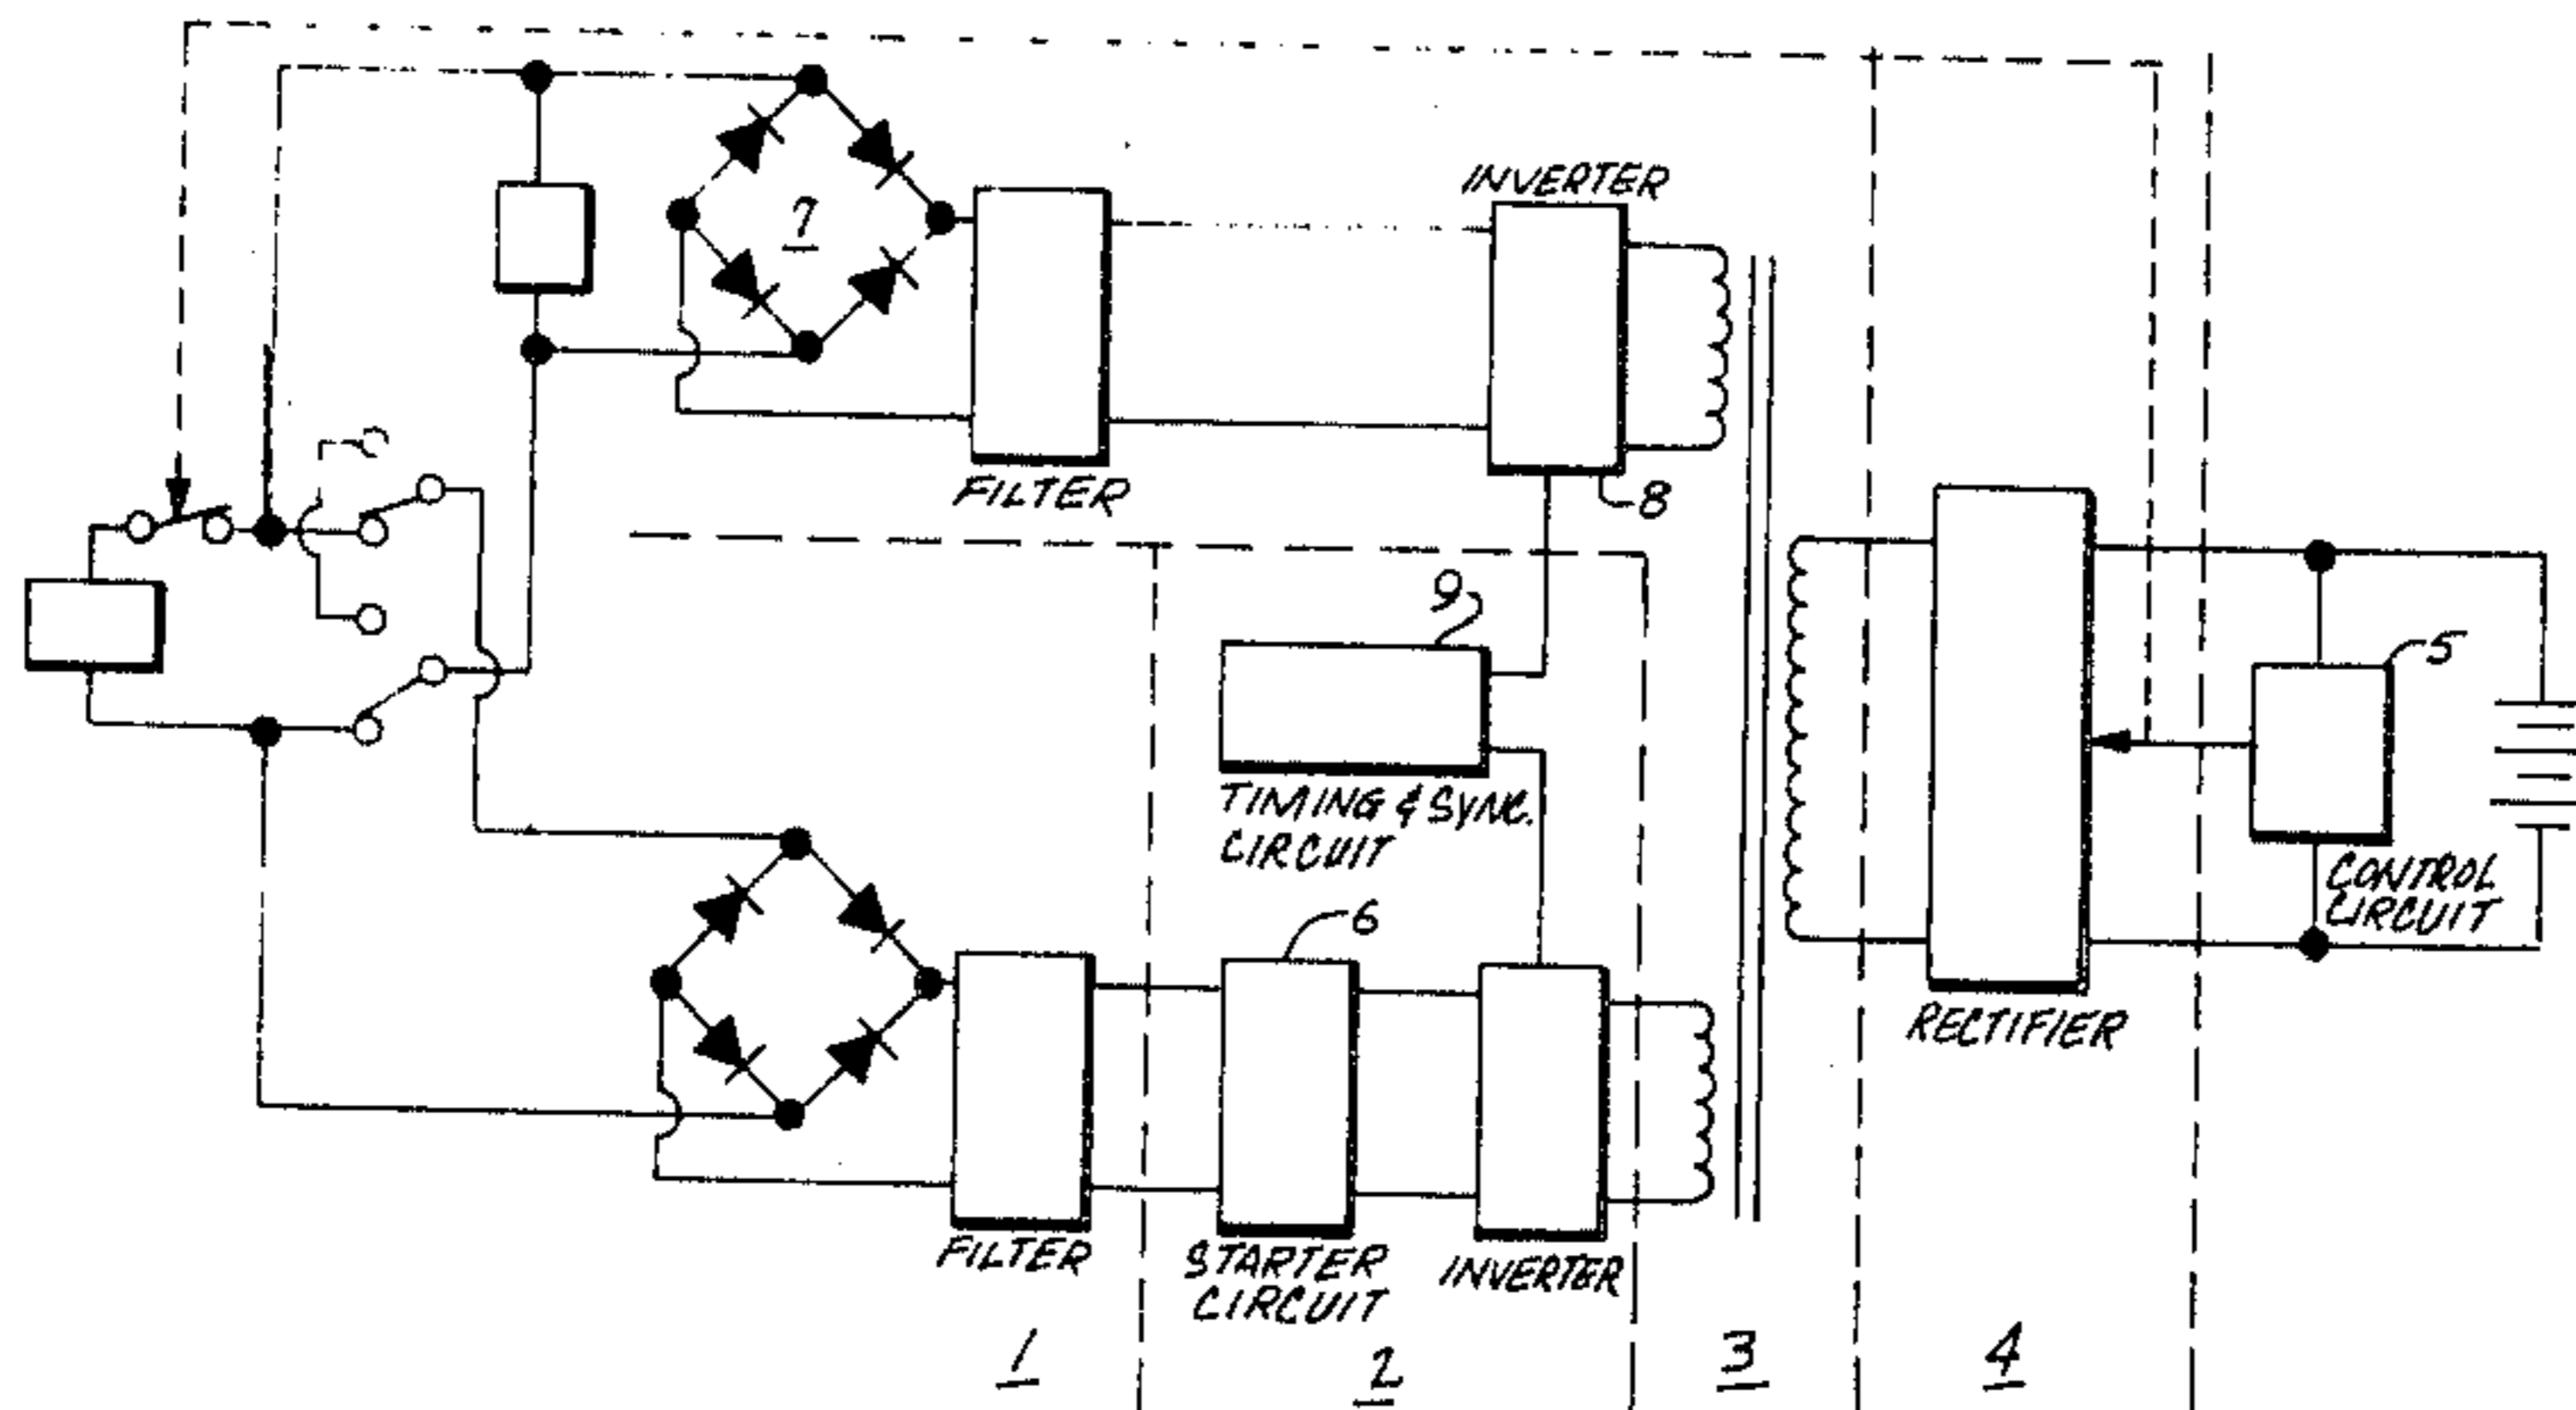 7
INVERTER
FILTER
8
9
5
TIMING & SYNC.
CIRCUIT
CONTROL
CIRCUIT
6
RECTIFIER
FILTER
STARTER
CIRCUIT
INVERTER
1
2
3
4